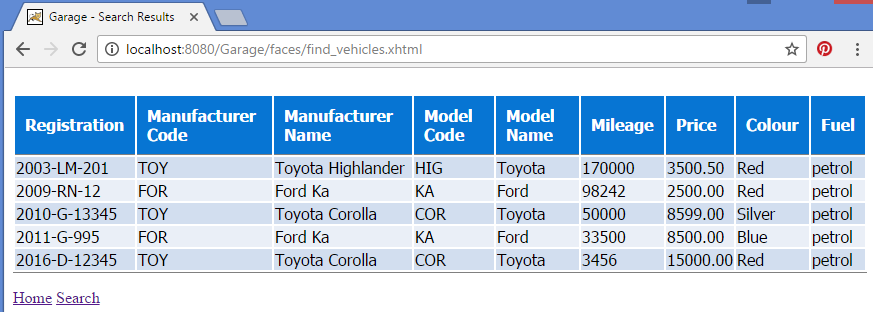 Garage - Search Results
localhost:8080/Garage/faces/find_vehicles.xhtml
Registration Manufacturer Code Manufacturer Name Model Code Model Name Mileage Price Colour Fuel
2003-LM-201 TOY Toyota Highlander HIG Toyota 170000 3500.50 Red petrol
2009-RN-12 FOR Ford Ka KA Ford 98242 2500.00 Red petrol
2010-G-13345 TOY Toyota Corolla COR Toyota 50000 8599.00 Silver petrol
2011-G-995 FOR Ford Ka KA Ford 33500 8500.00 Blue petrol
2016-D-12345 TOY Toyota Corolla COR Toyota 3456 15000.00 Red petrol
Home Search